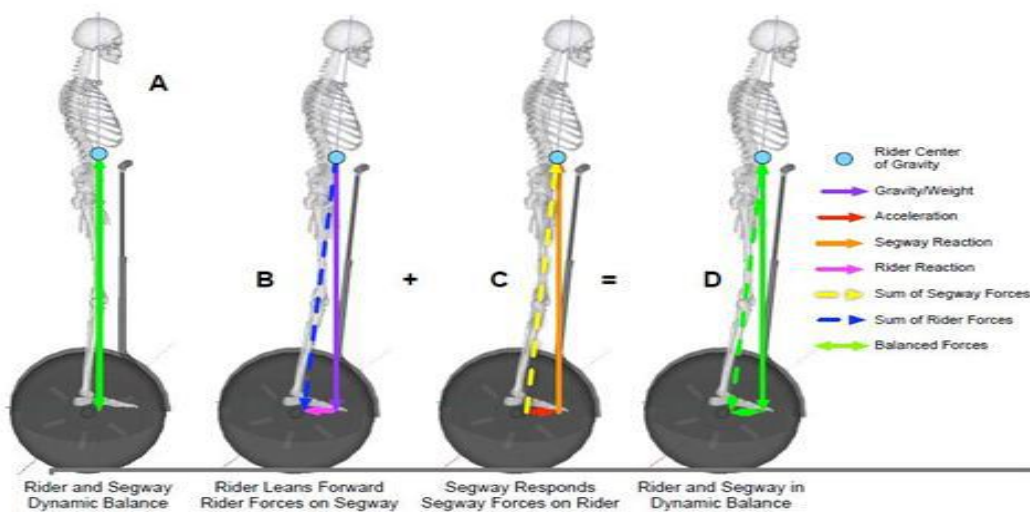 A
B
+
C
=
D
Rider Center
of Gravity
Gravity/Weight
Acceleration
Segway Reaction
Rider Reaction
Sum of Segway Forces
Sum of Rider Forces
Balanced Forces
Rider and Segway
Dynamic Balance
Rider Leans Forward
Rider Forces on Segway
Segway Responds
Segway Forces on Rider
Rider and Segway in
Dynamic Balance